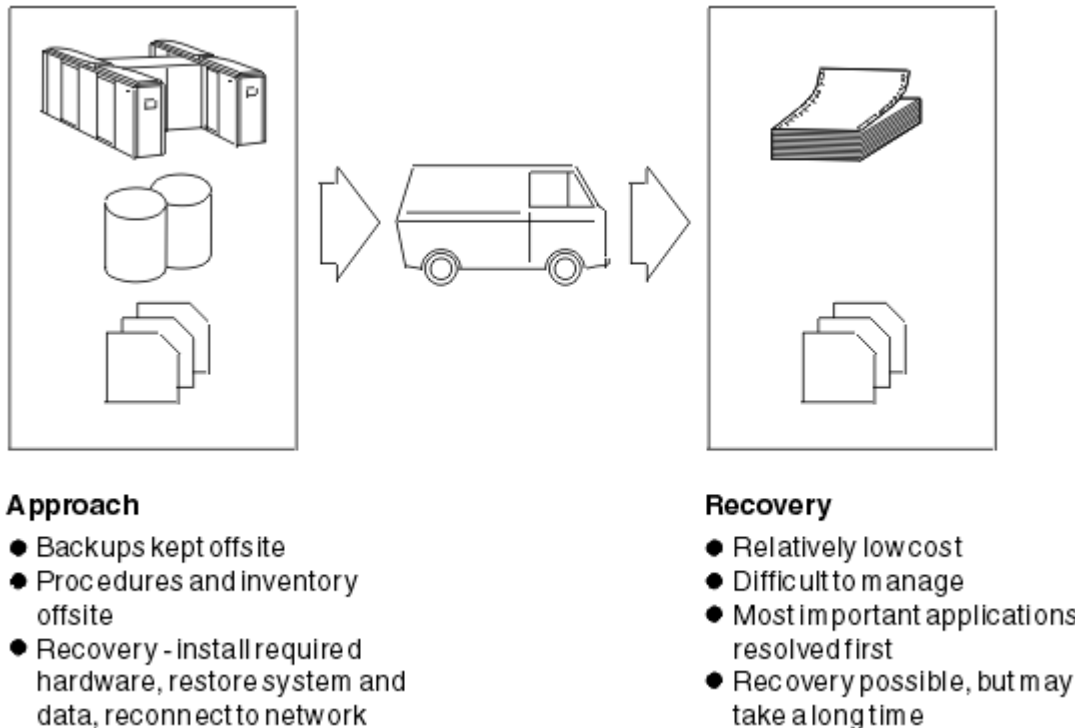 Approach
● Backups kept offsite
● Procedures and inventory
offsite
● Recovery - install required
hardware, restore system and
data, reconnect to network
Recovery
● Relatively low cost
● Difficult to manage
● Most important applications
resolved first
● Recovery possible, but may
take a long time